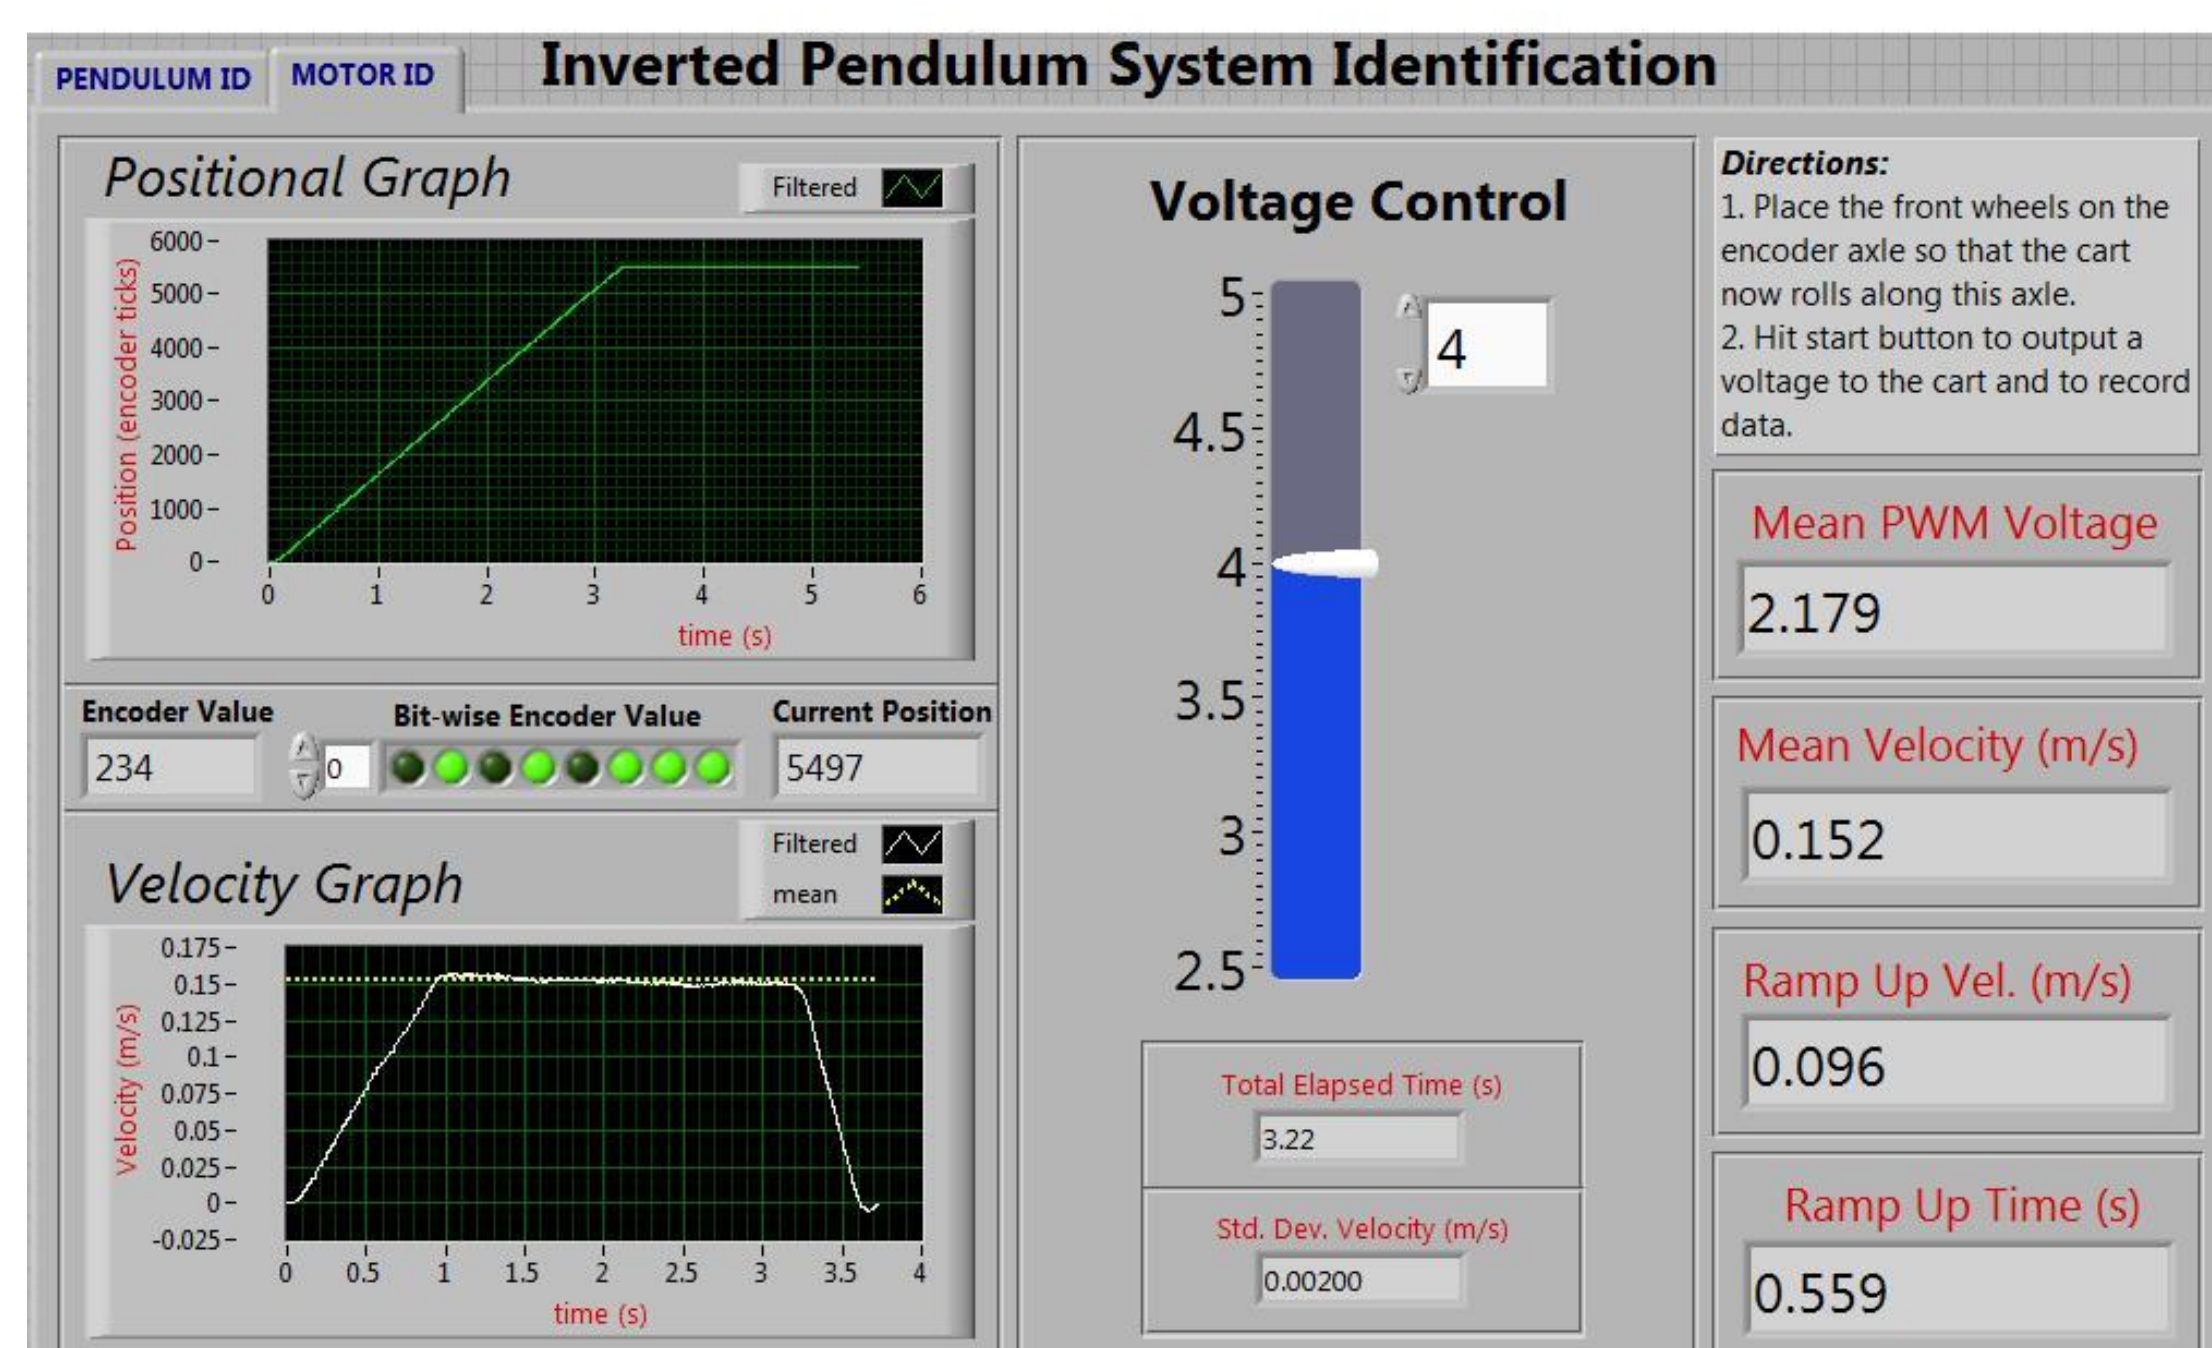 Inverted Pendulum System Identification
PENDULUM ID
MOTOR ID
Positional Graph
Filtered
Position (encoder ticks)
6000
5000
4000
3000
2000
1000
0
0 1 2 3 4 5 6
time (s)
Encoder Value
234
0
Bit-wise Encoder Value
Current Position
5497
Velocity Graph
Filtered
mean
Velocity (m/s)
0.175
0.15
0.125
0.1
0.075
0.05
0.025
0
-0.025
0 0.5 1 1.5 2 2.5 3 3.5 4
time (s)
Voltage Control
5
4.5
4
3.5
3
2.5
4
Total Elapsed Time (s)
3.22
Std. Dev. Velocity (m/s)
0.00200
Directions:
1. Place the front wheels on the
encoder axle so that the cart
now rolls along this axle.
2. Hit start button to output a
voltage to the cart and to record
data.
Mean PWM Voltage
2.179
Mean Velocity (m/s)
0.152
Ramp Up Vel. (m/s)
0.096
Ramp Up Time (s)
0.559